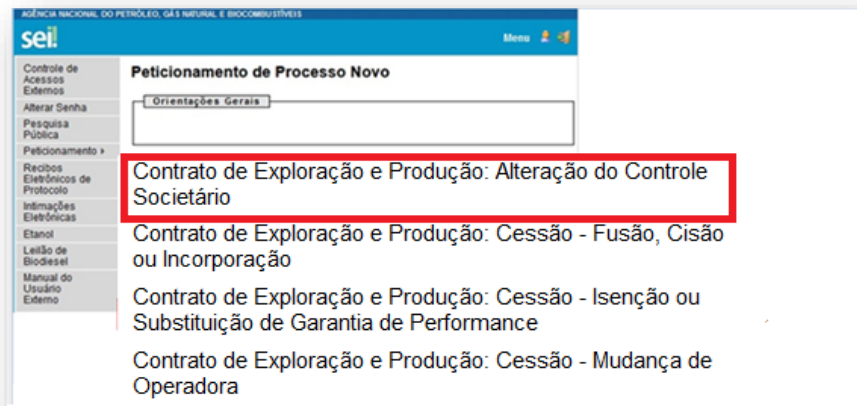 AGÊNCIA NACIONAL DO PETRÓLEO, GÁS NATURAL E BIOCOMBUSTÍVEIS
sei!
Menu
Controle de
Acessos
Externos
Alterar Senha
Pesquisa
Pública
Peticionamento
Recibos
Eletrônicos de
Protocolo
Intimações
Eletrônicas
Etanol
Leilão de
Biodiesel
Manual do
Usuário
Externo
Peticionamento de Processo Novo
Orientações Gerais
Contrato de Exploração e Produção: Alteração do Controle
Societário
Contrato de Exploração e Produção: Cessão - Fusão, Cisão
ou Incorporação
Contrato de Exploração e Produção: Cessão - Isenção ou
Substituição de Garantia de Performance
Contrato de Exploração e Produção: Cessão - Mudança de
Operadora